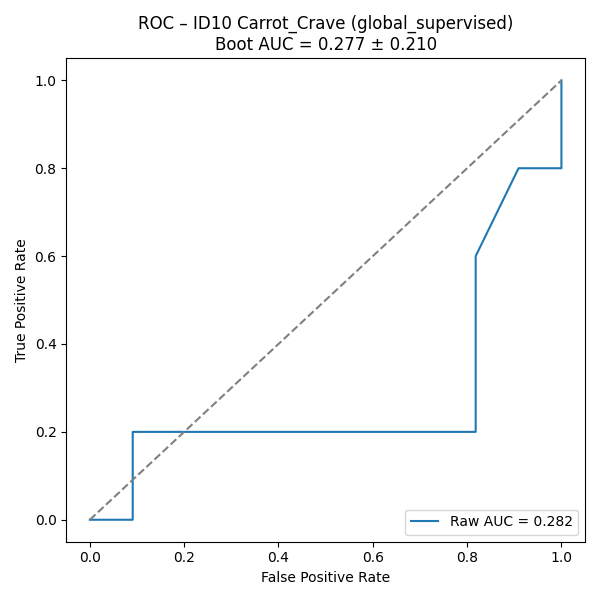 ROC – ID10 Carrot_Crave (global_supervised)
Boot AUC = 0.277 ± 0.210
True Positive Rate
1.0
0.8
0.6
0.4
0.2
0.0
Raw AUC = 0.282
0.0 0.2 0.4 0.6 0.8 1.0
False Positive Rate